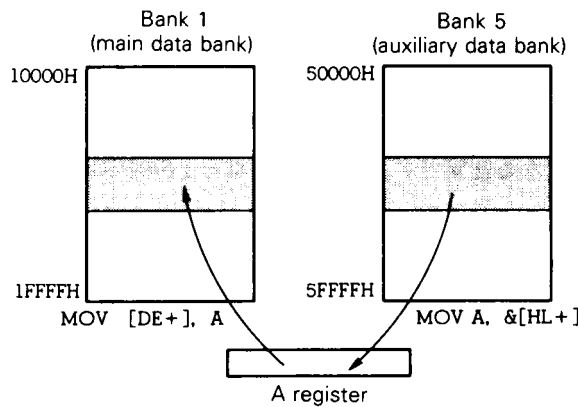 Bank 1
(main data bank)
Bank 5
(auxiliary data bank)
10000H
50000H
1FFFFH
5FFFFH
MOV [DE+], A
MOV A, &[HL+]
A register